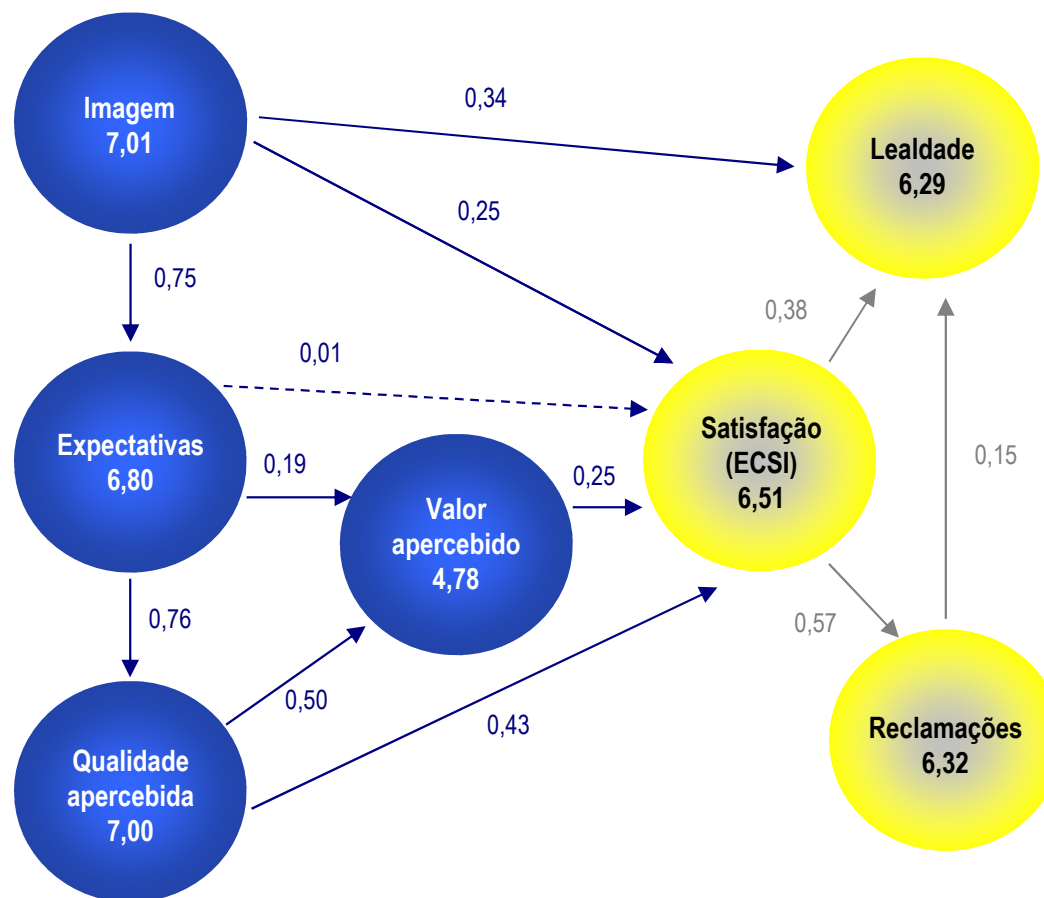 Imagem
7,01
0,34
Lealdade
6,29
0,25
0,75
0,38
0,01
Expectativas
6,80
0,19
Valor
apercebido
4,78
0,25
Satisfação
(ECSI)
6,51
0,15
0,76
0,57
0,50
0,43
Qualidade
apercebida
7,00
Reclamações
6,32